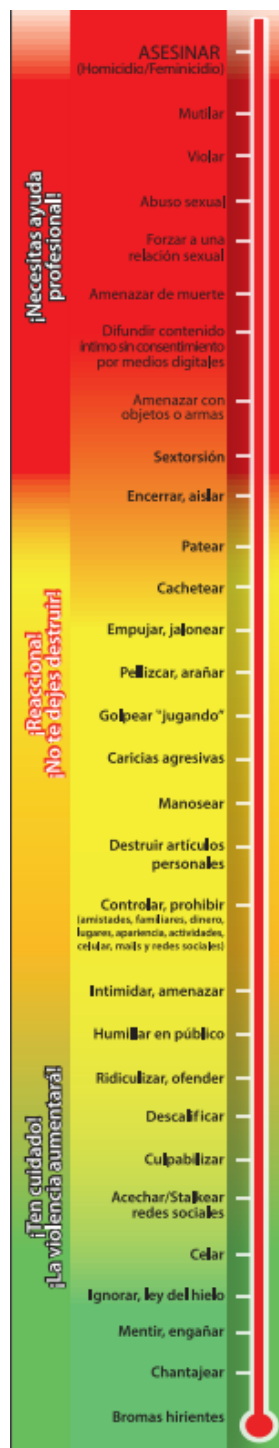 ASESINAR
(Homicidio/Feminicidio)
Mutilar
Violar
Abuso sexual
Forzar a una
relación sexual
Amenazar de muerte
Difundir contenido
íntimo sin consentimiento
por medios digitales
Amenazar con
objetos o armas
Sextorsión
¡Necesitas ayuda
profesional!
Encerrar, aislar
Patear
Cachetear
Empujar, jalonear
Pellizcar, arañar
Golpear "jugando"
Caricias agresivas
Manosear
Destruir artículos
personales
Controlar, prohibir
(amistades, familiares, dinero,
lugares, apariencia, actividades,
celular, mails y redes sociales)
¡Reacciona!
¡No te dejes destruir!
Intimidar, amenazar
Humillar en público
Ridiculizar, ofender
Descalificar
Culpabilizar
Acechar/Stalkear
redes sociales
Celar
Ignorar, ley del hielo
Mentir, engañar
Chantajear
Bromas hirientes
¡Ten cuidado!
¡La violencia aumentará!